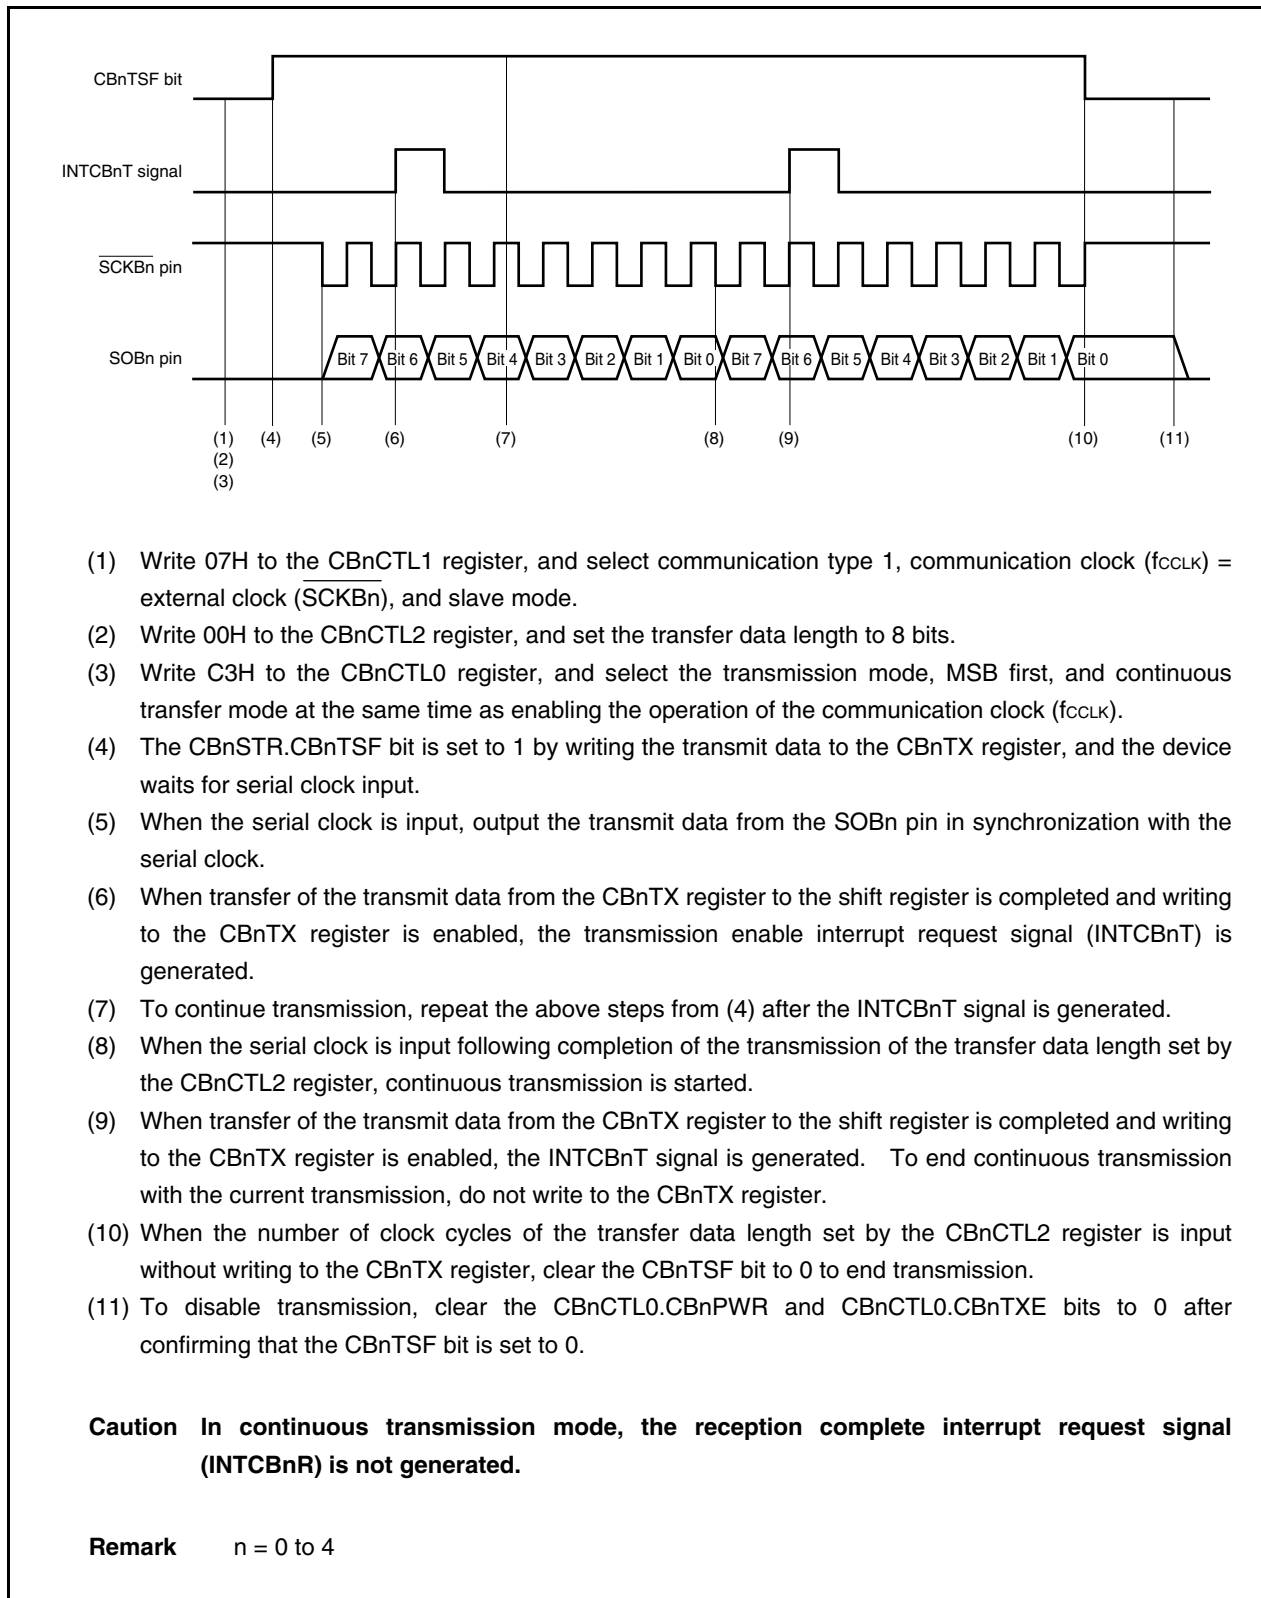 CBnTSF bit
INTCBnT signal
SCKBn pin
SOBn pin
Bit 7 Bit 6 Bit 5 Bit 4 Bit 3 Bit 2 Bit 1 Bit 0 Bit 7 Bit 6 Bit 5 Bit 4 Bit 3 Bit 2 Bit 1 Bit 0
(1) (4) (5) (6) (7) (8) (9) (10) (11)
(2)
(3)
(1) Write 07H to the CBnCTL1 register, and select communication type 1, communication clock (fCCLK) =
external clock (SCKBn), and slave mode.
(2) Write 00H to the CBnCTL2 register, and set the transfer data length to 8 bits.
(3) Write C3H to the CBnCTL0 register, and select the transmission mode, MSB first, and continuous
transfer mode at the same time as enabling the operation of the communication clock (fCCLK).
(4) The CBnSTR.CBnTSF bit is set to 1 by writing the transmit data to the CBnTX register, and the device
waits for serial clock input.
(5) When the serial clock is input, output the transmit data from the SOBn pin in synchronization with the
serial clock.
(6) When transfer of the transmit data from the CBnTX register to the shift register is completed and writing
to the CBnTX register is enabled, the transmission enable interrupt request signal (INTCBnT) is
generated.
(7) To continue transmission, repeat the above steps from (4) after the INTCBnT signal is generated.
(8) When the serial clock is input following completion of the transmission of the transfer data length set by
the CBnCTL2 register, continuous transmission is started.
(9) When transfer of the transmit data from the CBnTX register to the shift register is completed and writing
to the CBnTX register is enabled, the INTCBnT signal is generated. To end continuous transmission
with the current transmission, do not write to the CBnTX register.
(10) When the number of clock cycles of the transfer data length set by the CBnCTL2 register is input
without writing to the CBnTX register, clear the CBnTSF bit to 0 to end transmission.
(11) To disable transmission, clear the CBnCTL0.CBnPWR and CBnCTL0.CBnTXE bits to 0 after
confirming that the CBnTSF bit is set to 0.
Caution In continuous transmission mode, the reception complete interrupt request signal
(INTCBnR) is not generated.
Remark n = 0 to 4